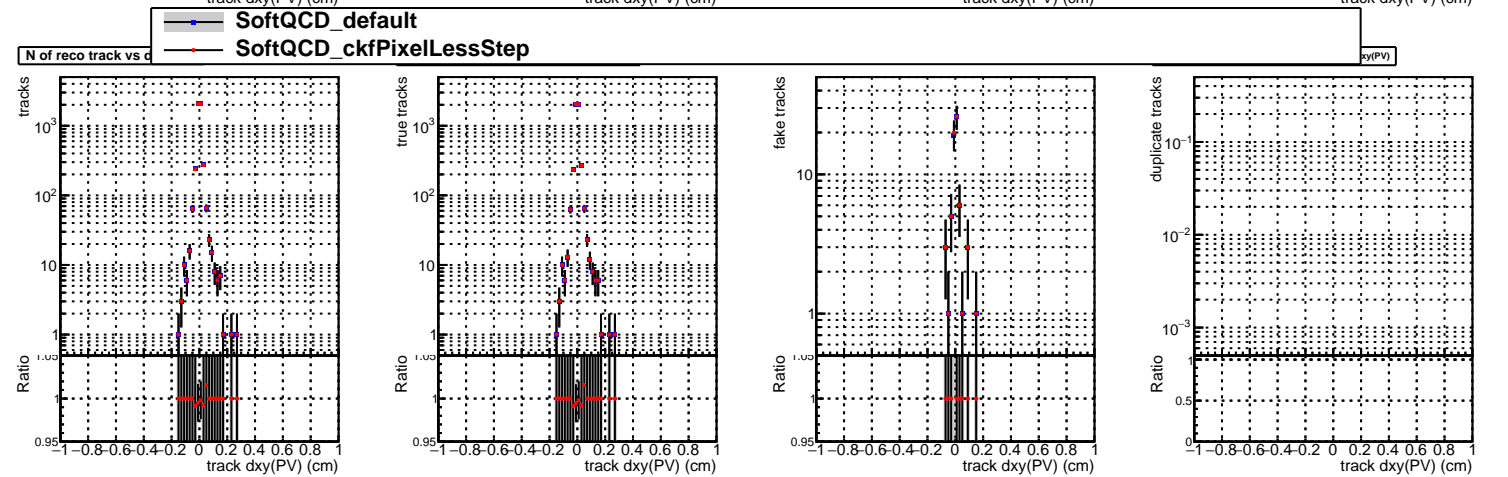 track dxy(PV) (cm) track dxy(PV) (cm) track dxy(PV) (cm) track dxy(PV) (cm)
SoftQCD_default
SoftQCD_ckfPixelLessStep
N of reco track vs d
xy(PV)
tracks
10³
10²
10
1
Ratio
1.05
1
0.95
−1 −0.8 −0.6 −0.4 −0.2 0 0.2 0.4 0.6 0.8 1
track dxy(PV) (cm)
true tracks
10³
10²
10
1
Ratio
1.05
1
0.95
−1 −0.8 −0.6 −0.4 −0.2 0 0.2 0.4 0.6 0.8 1
track dxy(PV) (cm)
fake tracks
10
1
Ratio
1.05
1
0.95
−1 −0.8 −0.6 −0.4 −0.2 0 0.2 0.4 0.6 0.8 1
track dxy(PV) (cm)
duplicate tracks
10⁻¹
10⁻²
10⁻³
Ratio
1
0.5
0
−1 −0.8 −0.6 −0.4 −0.2 0 0.2 0.4 0.6 0.8 1
track dxy(PV) (cm)